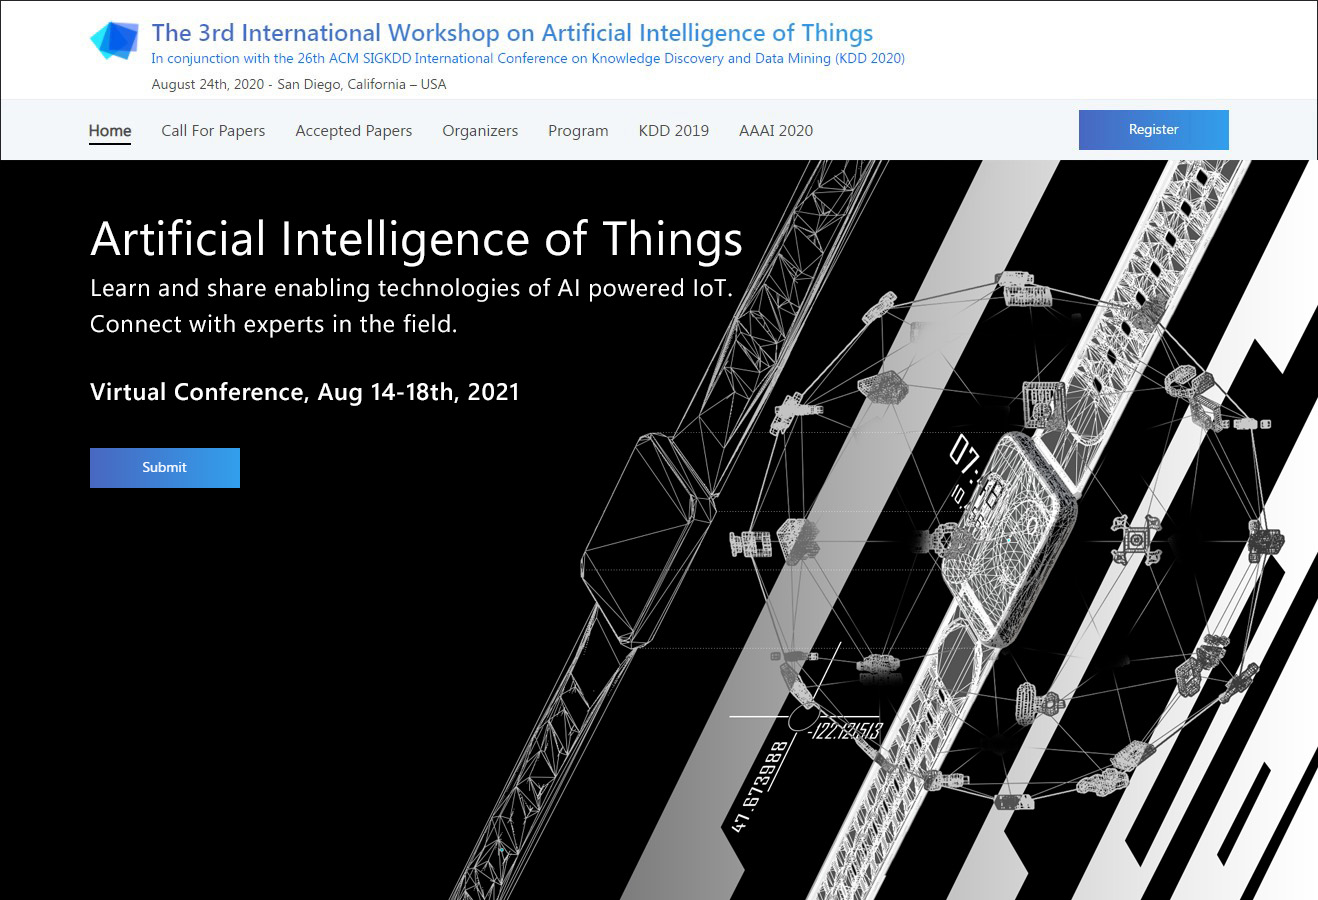 The 3rd International Workshop on Artificial Intelligence of Things
In conjunction with the 26th ACM SIGKDD International Conference on Knowledge Discovery and Data Mining (KDD 2020)
August 24th, 2020 - San Diego, California – USA
Home Call For Papers Accepted Papers Organizers Program KDD 2019 AAAI 2020 Register
Artificial Intelligence of Things
Learn and share enabling technologies of AI powered IoT.
Connect with experts in the field.
Virtual Conference, Aug 14-18th, 2021
Submit
07:
10.
-122.121513
47.673988